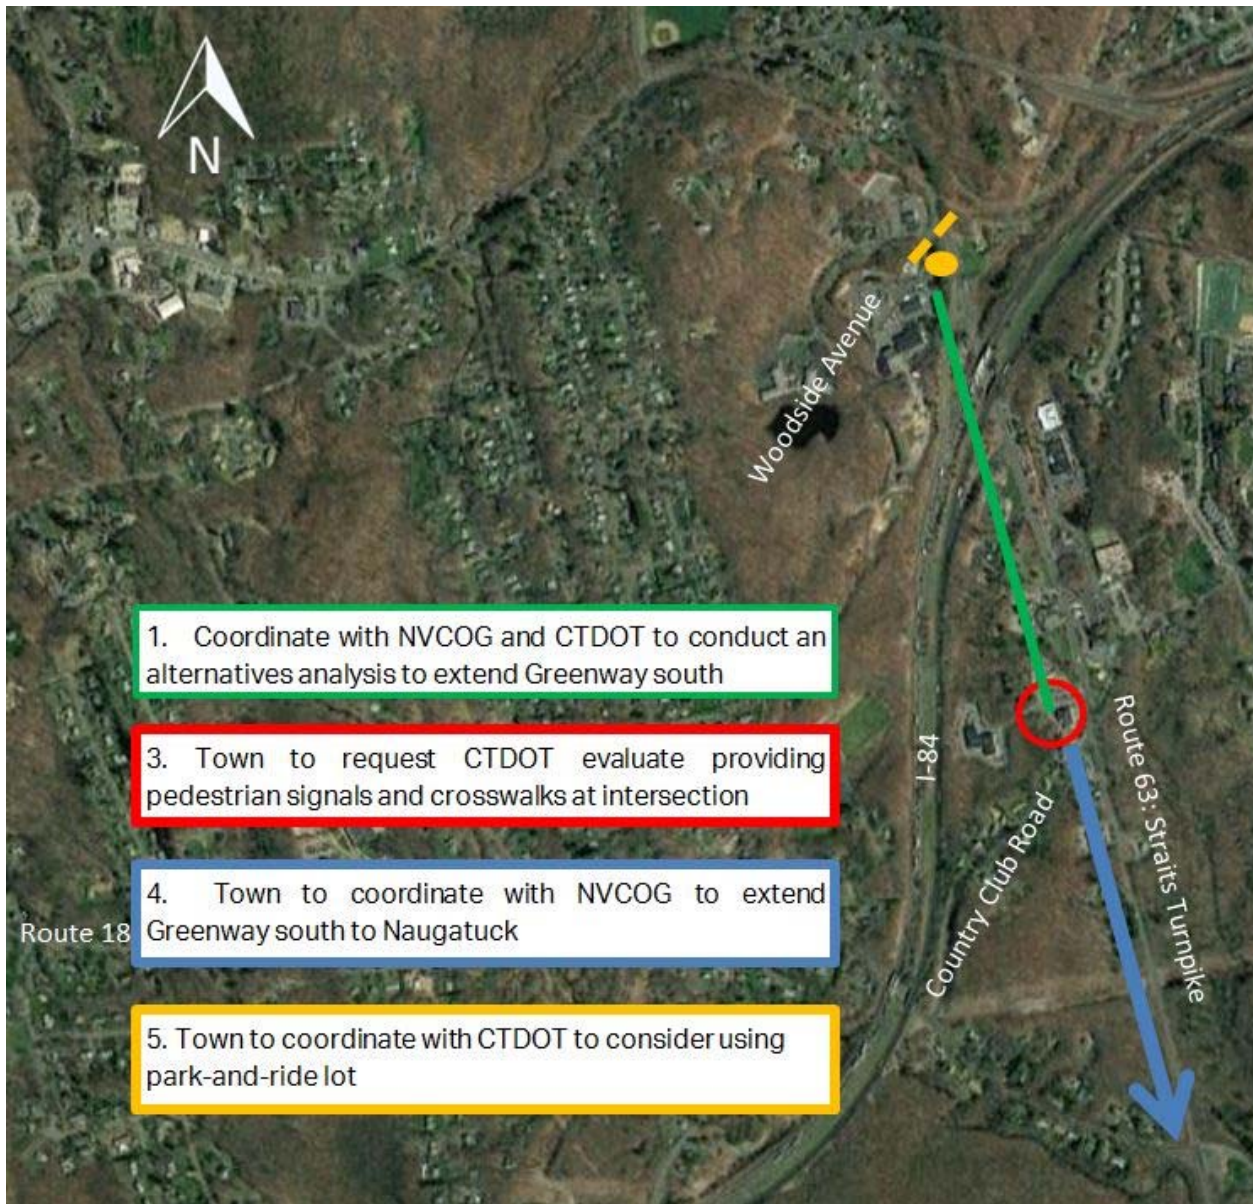 N
Woodside Avenue
1. Coordinate with NVCOG and CTDOT to conduct an
alternatives analysis to extend Greenway south
3. Town to request CTDOT evaluate providing
pedestrian signals and crosswalks at intersection
I-84
Route 63: Straits Turnpike
Country Club Road
4. Town to coordinate with NVCOG to extend
Greenway south to Naugatuck
Route 18
5. Town to coordinate with CTDOT to consider using
park-and-ride lot